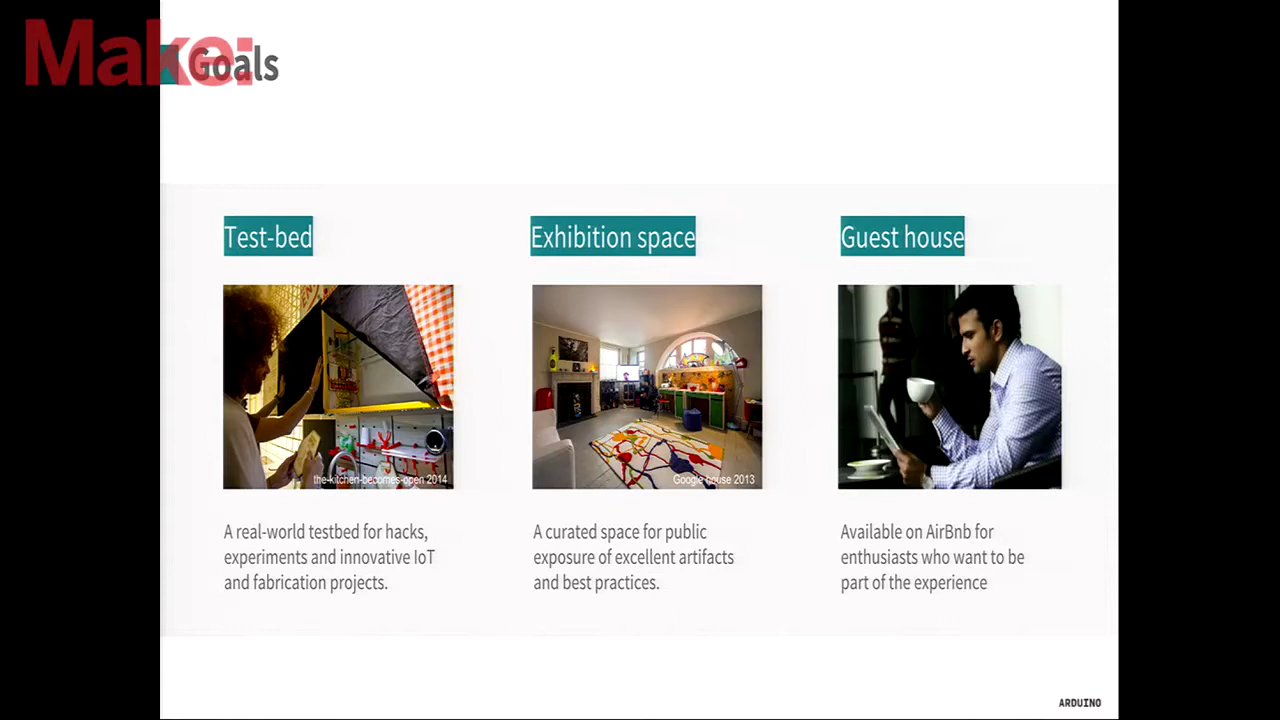 Make:
Goals
Test-bed
Exhibition space
Guest house
the-kitchen-becomes-open 2014
Google house 2013
A real-world testbed for hacks,
experiments and innovative IoT
and fabrication projects.
A curated space for public
exposure of excellent artifacts
and best practices.
Available on AirBnb for
enthusiasts who want to be
part of the experience
ARDUINO